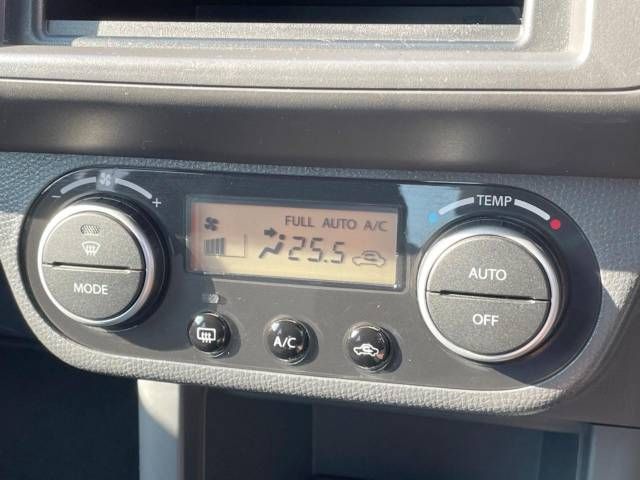 - +
TEMP
FULL AUTO A/C
25.5
MODE
AUTO
OFF
A/C